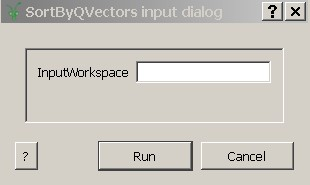 SortByQVectors input dialog
InputWorkspace
? Run Cancel